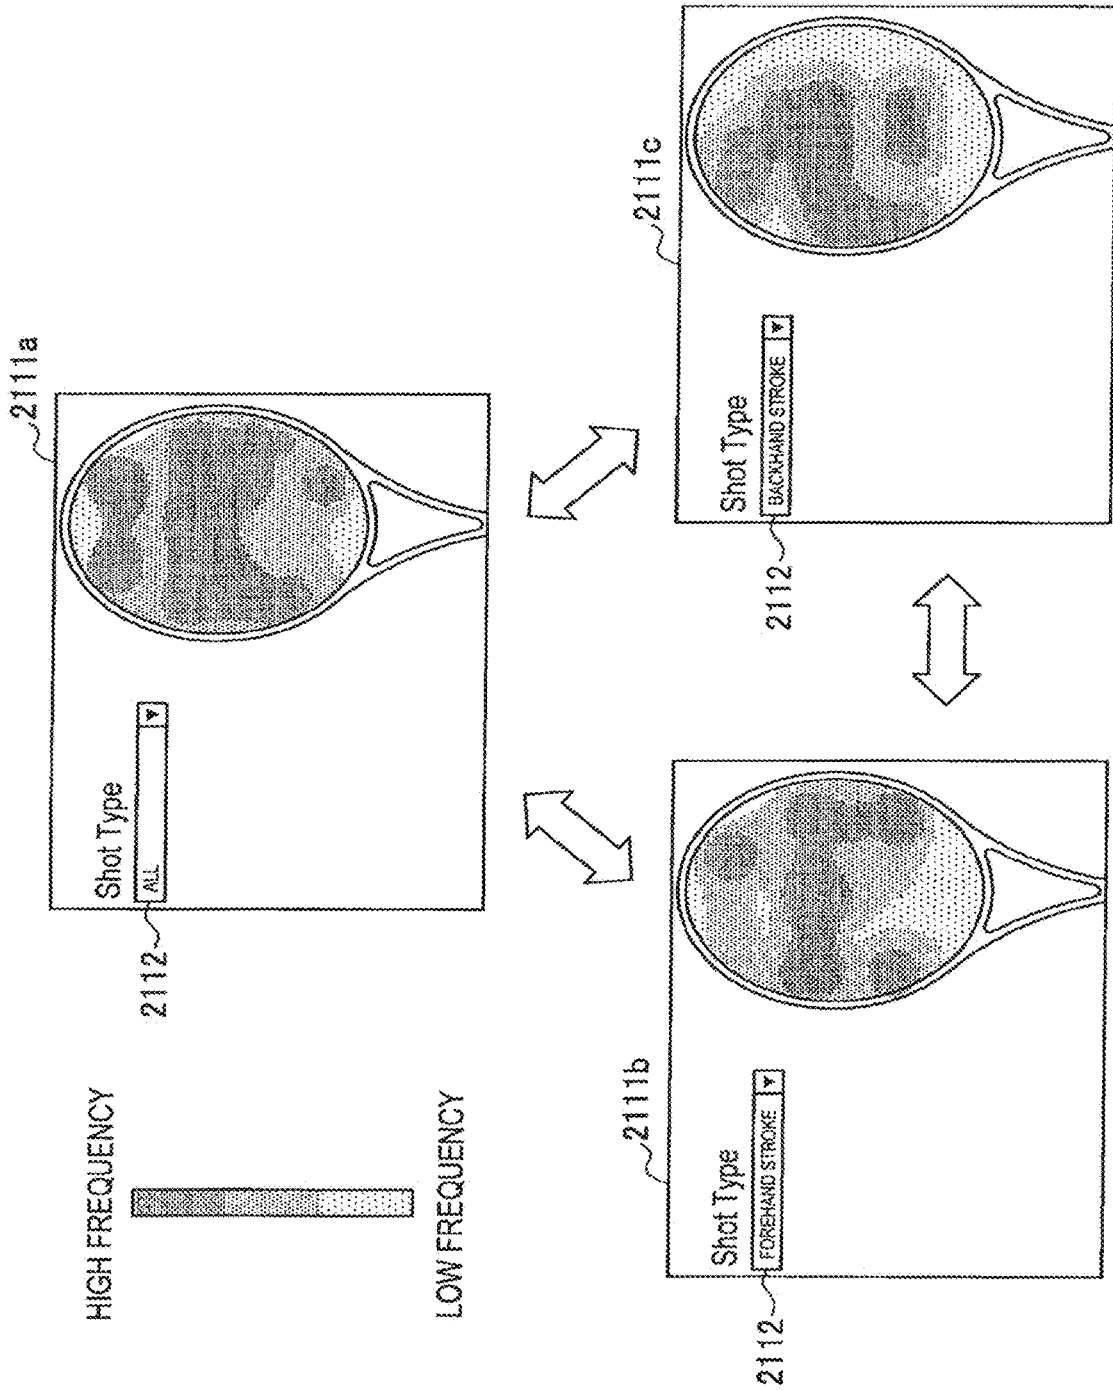 HIGH FREQUENCY
LOW FREQUENCY
2111a
Shot Type
ALL
2112
2111b
Shot Type
FOREHAND STROKE
2112
2111c
Shot Type
BACKHAND STROKE
2112